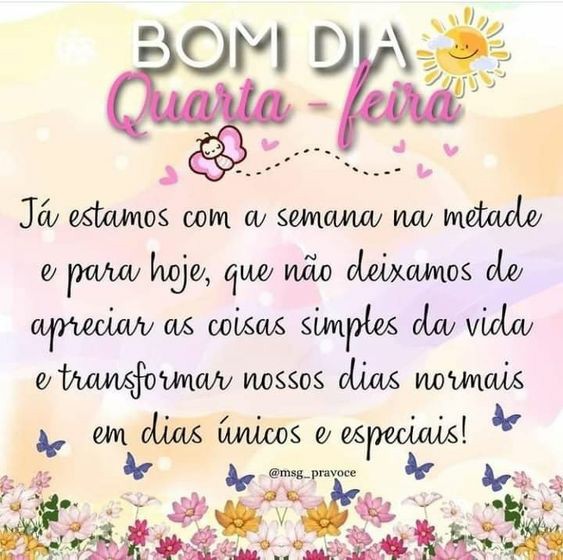 BOM DIA
Quarta - feira
Já estamos com a semana na metade
e para hoje, que não deixamos de
apreciar as coisas simples da vida
e transformar nossos dias normais
em dias únicos e especiais!
@msg_pravoce